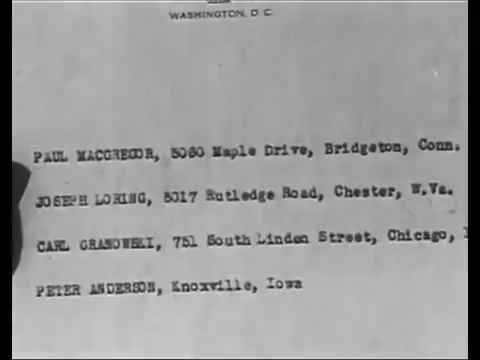 WASHINGTON, D.C.
PAUL MACGREGOR, 5060 Maple Drive, Bridgeton, Conn.
JOSEPH LORING, 5017 Rutledge Road, Chester, W.Va.
CARL GRANOWSKI, 751 South Linden Street, Chicago,
PETER ANDERSON, Knoxville, Iowa